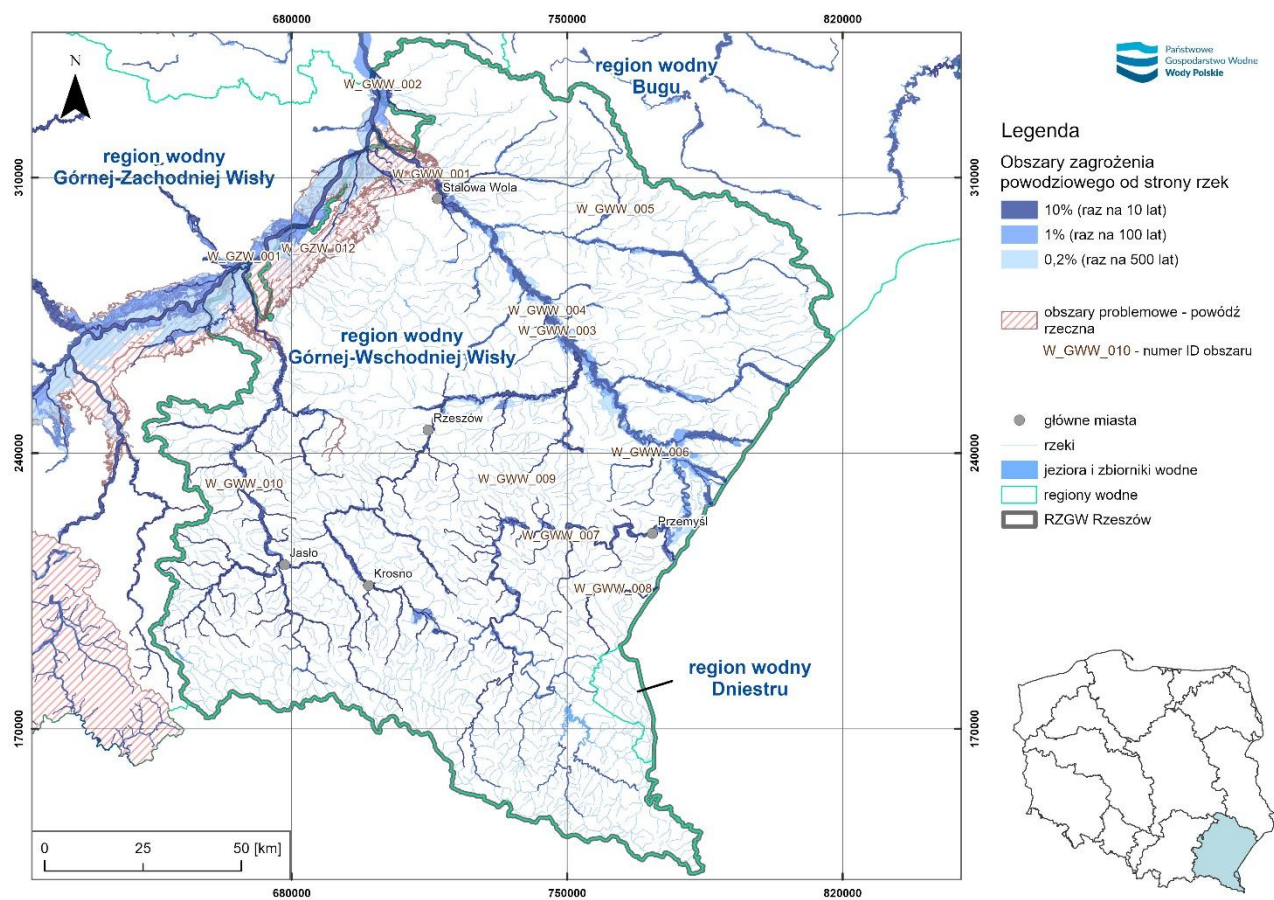 680000
750000
820000
N
W_GWW_002
region wodny
Bugu
region wodny
Górnej-Zachodniej Wisły
310000
310000
W_GWW_001
Stalowa Wola
W_GWW_005
W_GZW_012
W_GZW_001
W_GWW_004
W_GWW_003
region wodny
Górnej-Wschodniej Wisły
Rzeszów
240000
240000
W_GWW_006
W_GWW_009
W_GWW_010
Przemyśl
W_GWW_007
Jasło
Krosno
W_GWW_008
region wodny
Dniestru
170000
170000
0
25
50 [km]
680000
750000
820000
Państwowe
Gospodarstwo Wodne
Wody Polskie
Legenda
Obszary zagrożenia
powodziowego od strony rzek
10% (raz na 10 lat)
1% (raz na 100 lat)
0,2% (raz na 500 lat)
obszary problemowe - powódź
rzeczna
W_GWW_010 - numer ID obszaru
główne miasta
rzeki
jeziora i zbiorniki wodne
regiony wodne
RZGW Rzeszów